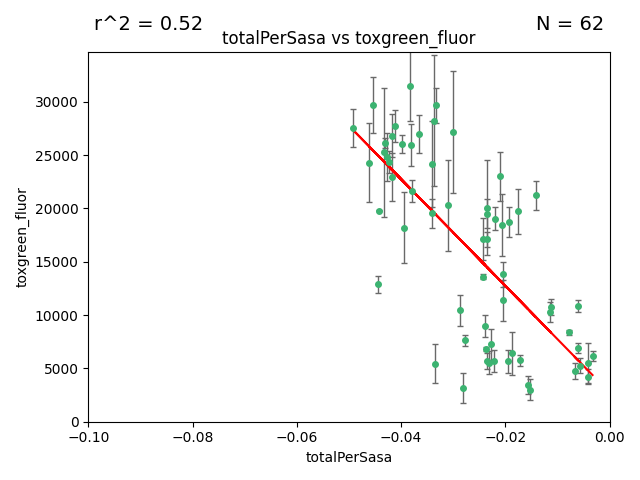 r^2 = 0.52
N = 62
totalPerSasa vs toxgreen_fluor
toxgreen_fluor
30000
25000
20000
15000
10000
5000
0
−0.10
−0.08
−0.06
−0.04
−0.02
0.00
totalPerSasa